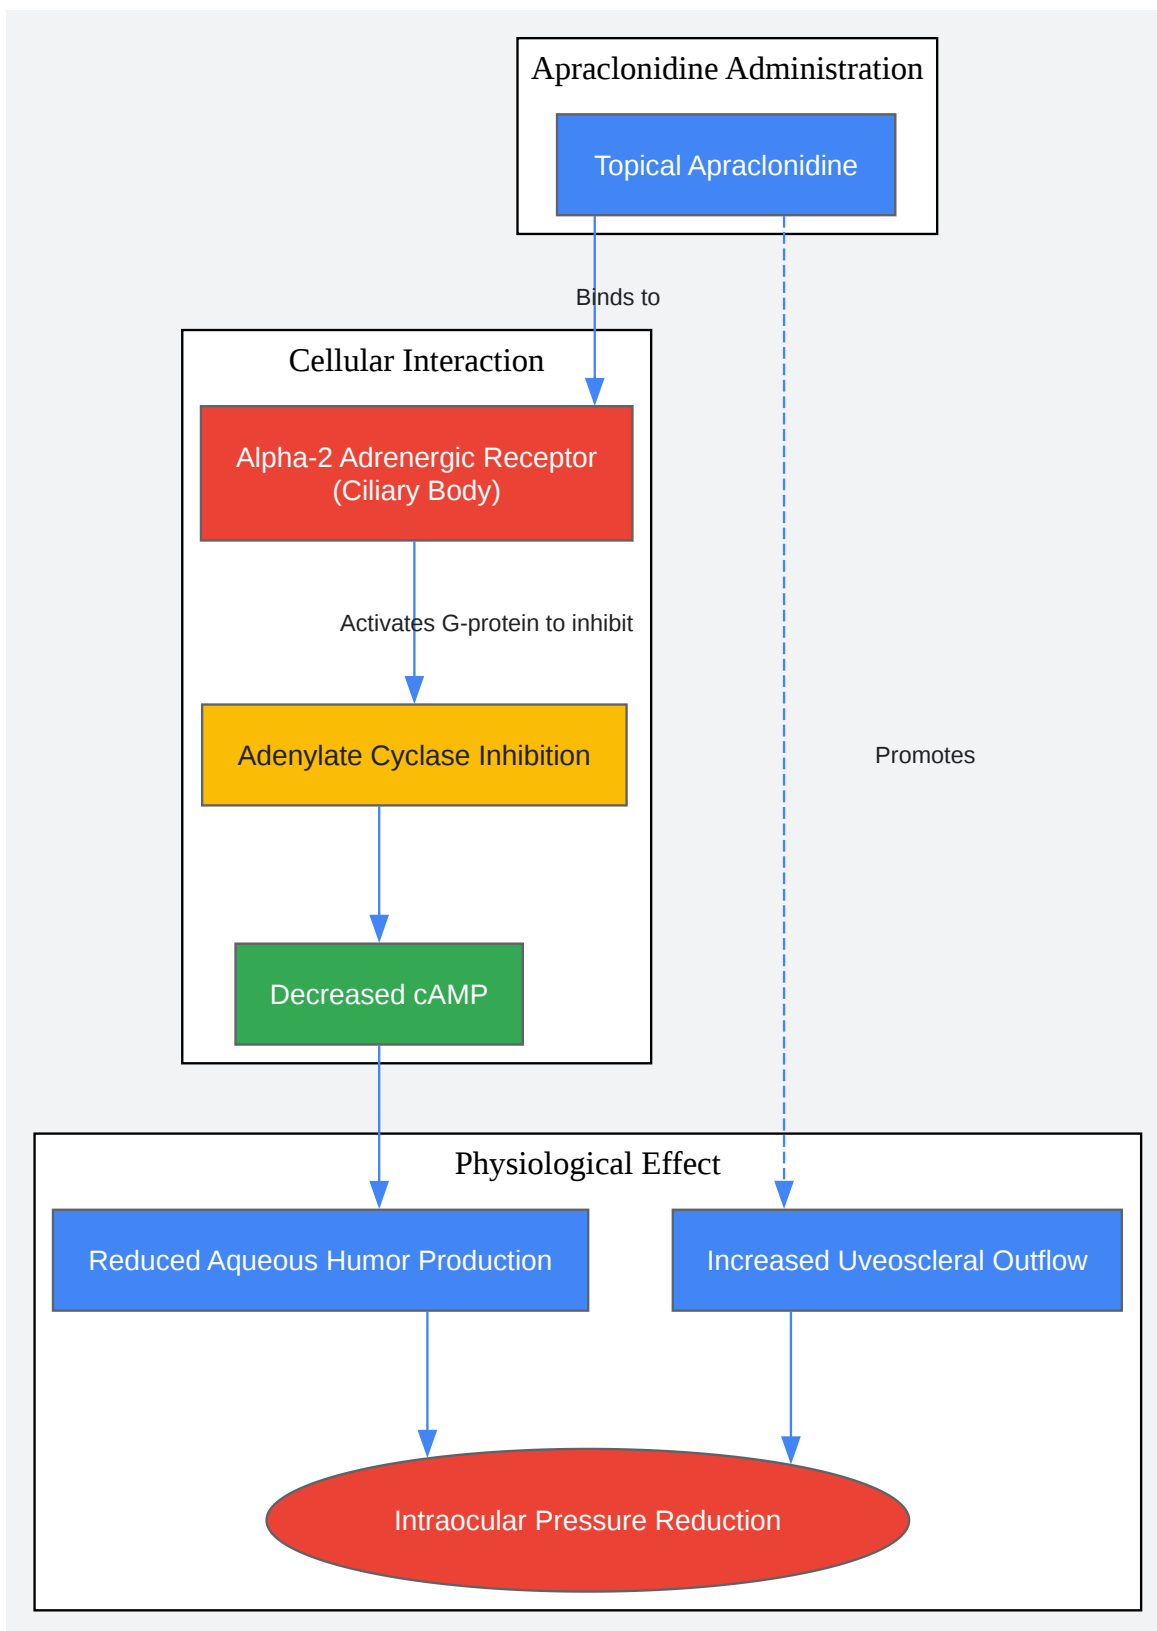 Apraclonidine Administration
Topical Apraclonidine
Binds to
Cellular Interaction
Alpha-2 Adrenergic Receptor
(Ciliary Body)
Activates G-protein to inhibit
Adenylate Cyclase Inhibition
Promotes
Decreased cAMP
Physiological Effect
Reduced Aqueous Humor Production
Increased Uveoscleral Outflow
Intraocular Pressure Reduction